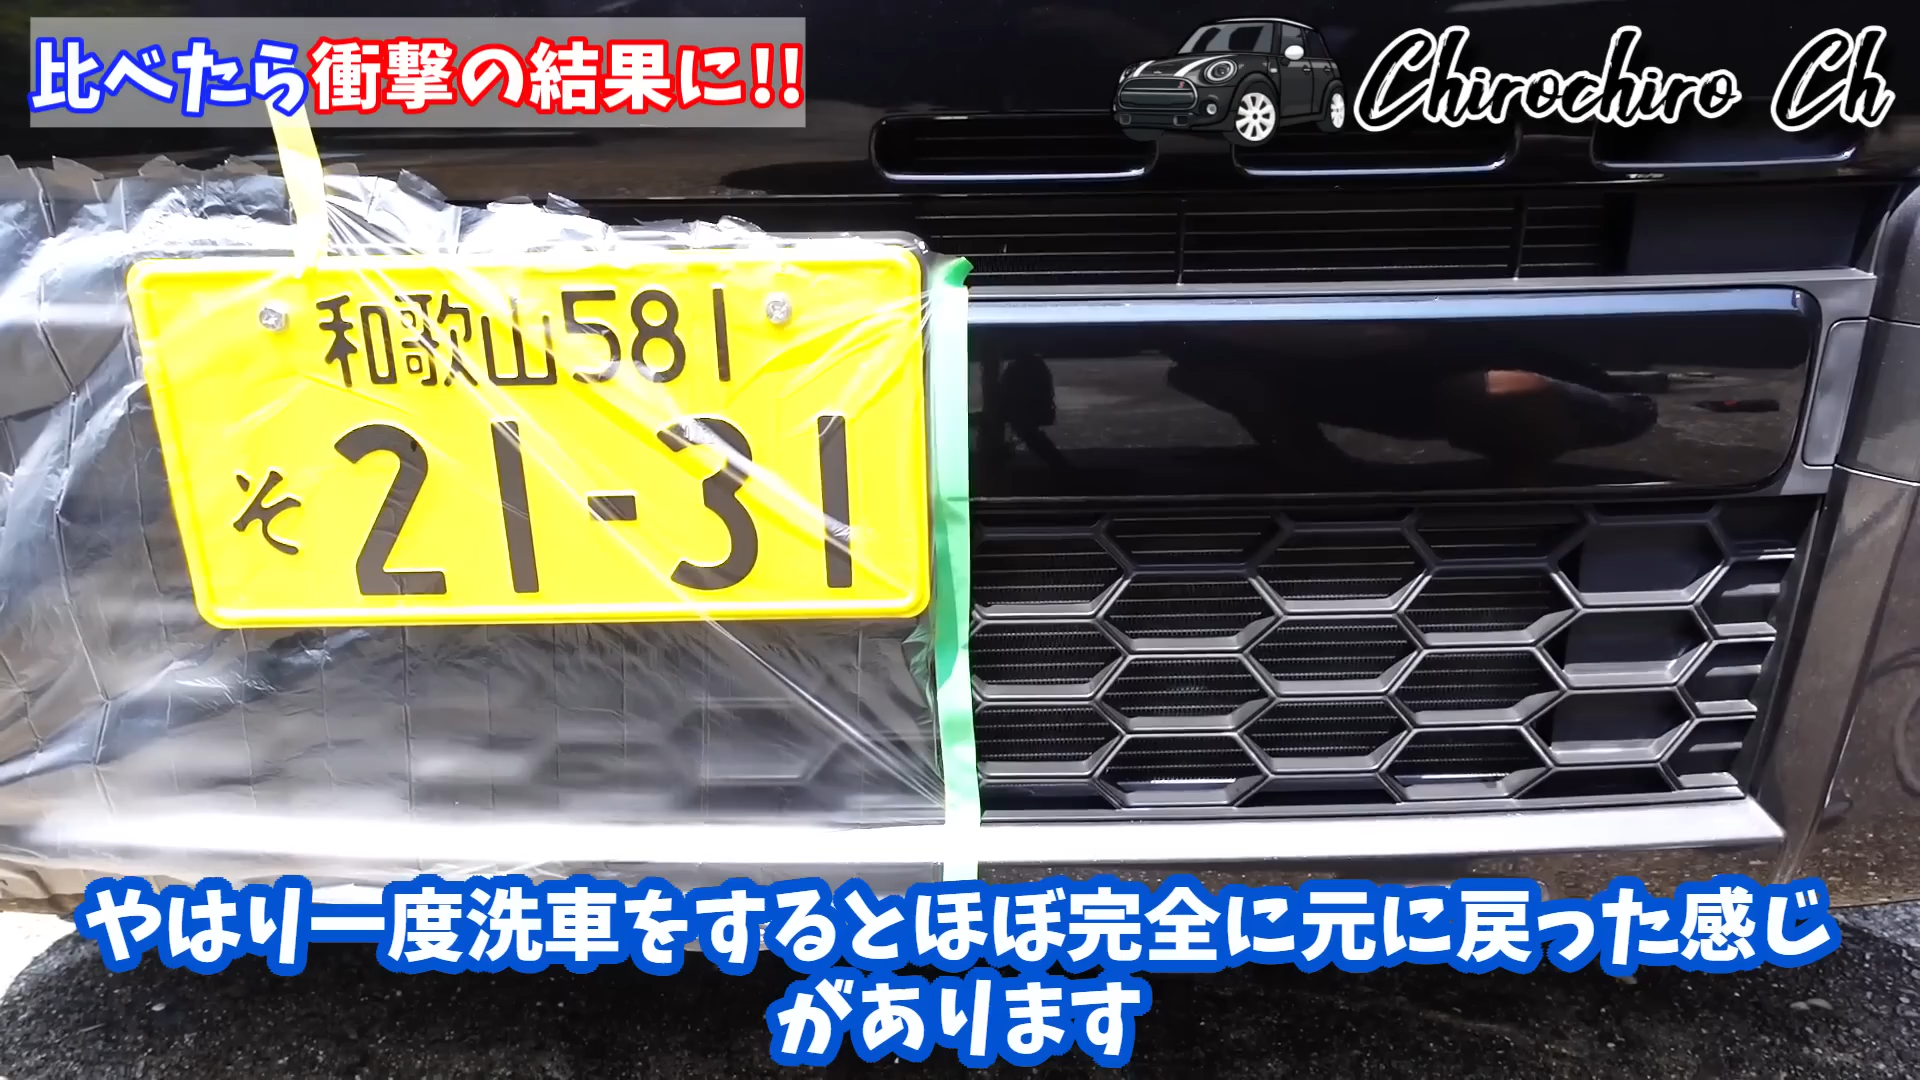 比べたら衝撃の結果に!!
Chirochiro Ch
和歌山581
そ 21-31
やはり一度洗車をするとほぼ完全に元に戻った感じ
があります